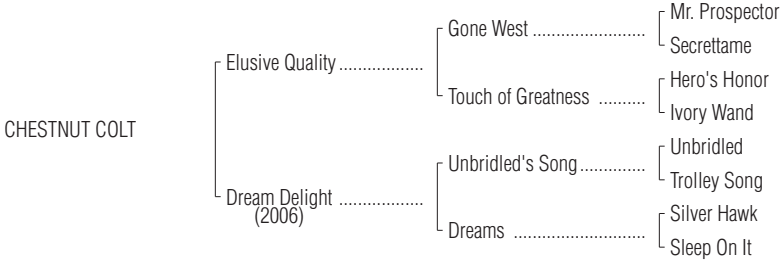 Mr. Prospector
Gone West ........................
Secrettame
Elusive Quality ..................
Hero's Honor
Touch of Greatness ..........
Ivory Wand
CHESTNUT COLT
Unbridled
Unbridled's Song..............
Trolley Song
Dream Delight ..................
(2006)
Silver Hawk
Dreams ............................
Sleep On It